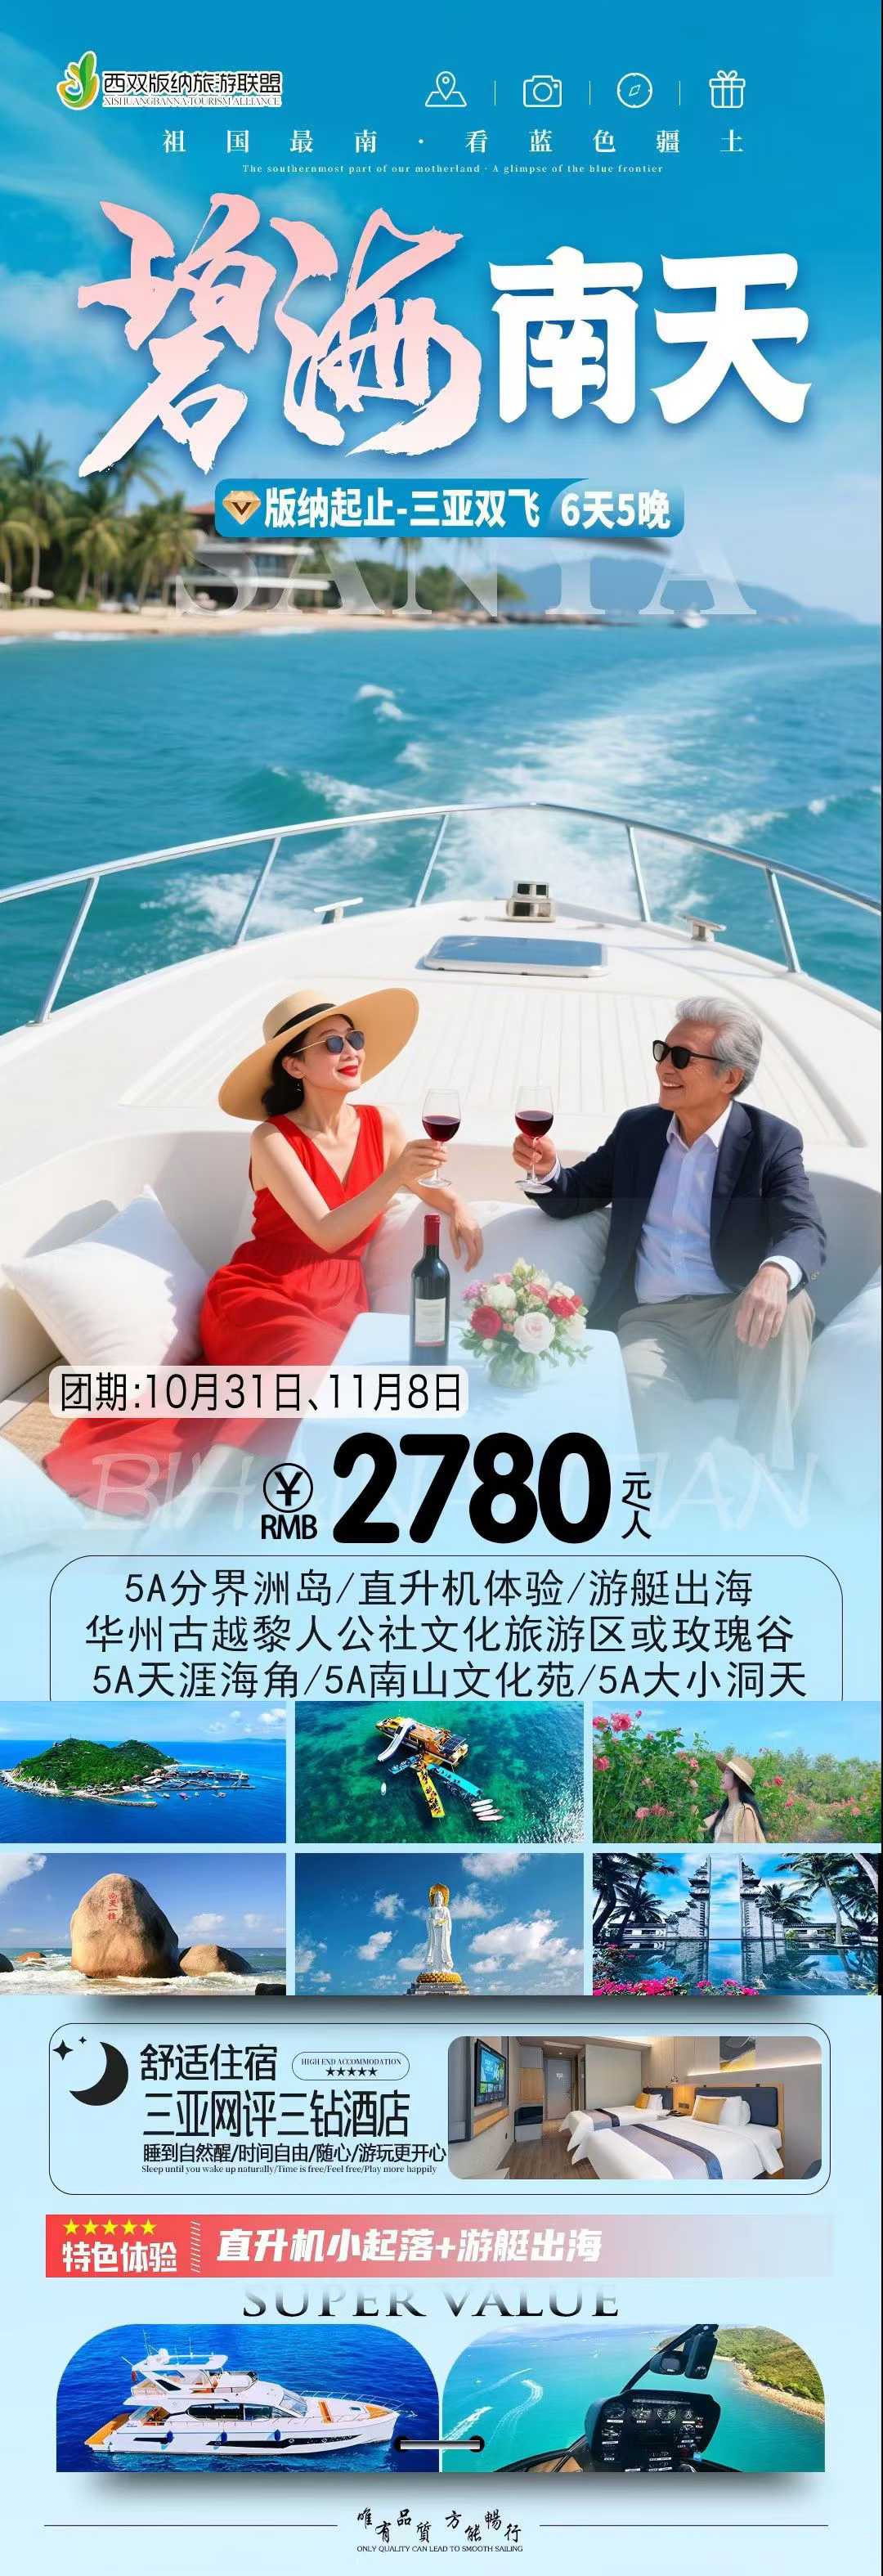 西双版纳旅游联盟
XISHUANGBANNA TOURISM ALLIANCE
祖国最南·看蓝色疆土
The southernmost part of our motherland · A glimpse of the blue frontier
碧海南天
版纳起止-三亚双飞 6天5晚
SANYA
团期:10月31日、11月8日
¥ RMB 2780元/人
5A分界洲岛/直升机体验/游艇出海
华州古越黎人公社文化旅游区或玫瑰谷
5A天涯海角/5A南山文化苑/5A大小洞天
舒适住宿
HIGH END ACCOMMODATION
★★★★★
三亚网评三钻酒店
睡到自然醒/时间自由/随心/游玩更开心
Sleep until you wake up naturally/Time is free/Feel free/Play more happily
★★★★★
特色体验
直升机小起落+游艇出海
SUPER VALUE
唯有品質 方能暢行
ONLY QUALITY CAN LEAD TO SMOOTH SAILING